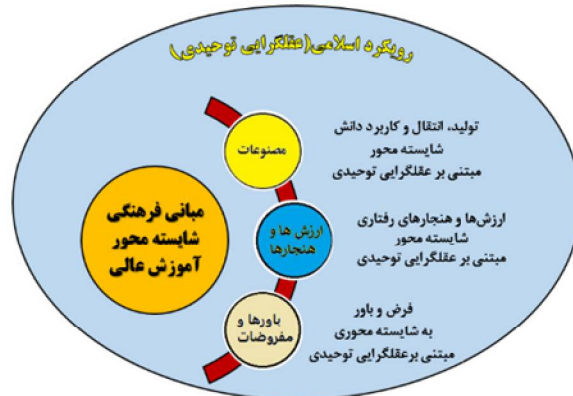 رویکرد اسلامی(عقلگرایی توحیدی)
مصنوعات
تولید، انتقال و کاربرد دانش
شایسته محور
مبتنی بر عقلگرایی توحیدی
مبانی فرهنگی
شایسته محور
آموزش عالی
ارزش ها و
هنجارها
ارزش‌ها و هنجارهای رفتاری
شایسته محور
مبتنی بر عقلگرایی توحیدی
باورها و
مفروضات
فرض و باور
به شایسته محوری
مبتنی برعقلگرایی توحیدی